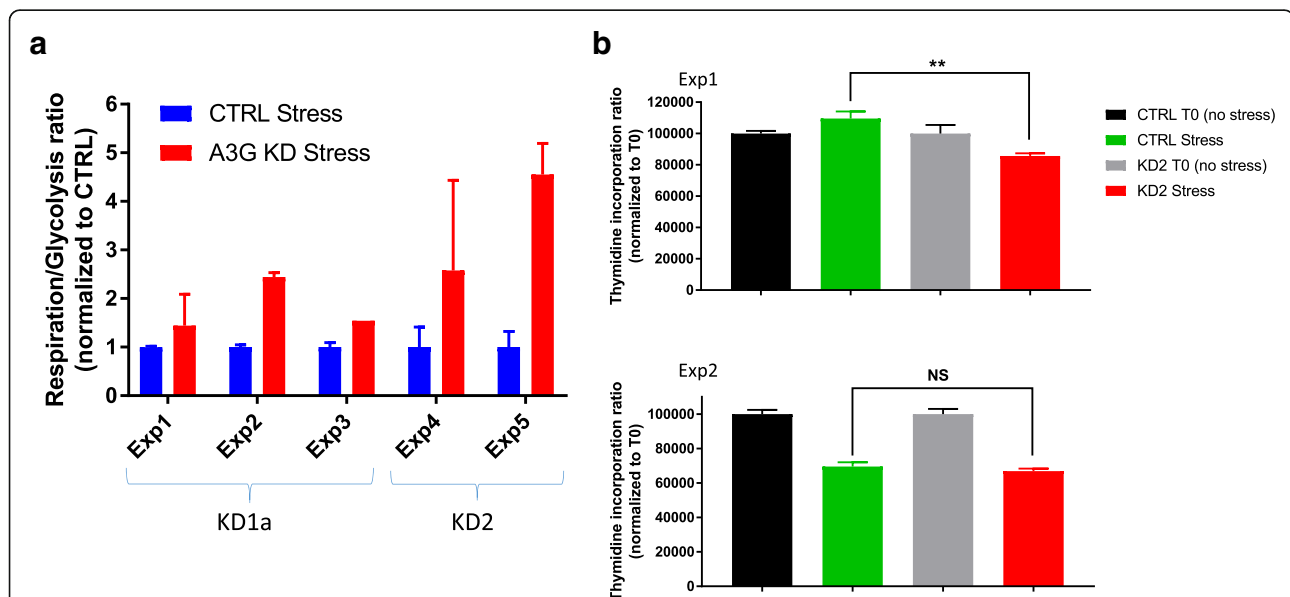 a
Respiration/Glycolysis ratio
(normalized to CTRL)
6
5
4
3
2
1
0
CTRL Stress
A3G KD Stress
Exp1
Exp2
Exp3
Exp4
Exp5
KD1a
KD2
b
Exp1
**
Thymidine incorporation ratio
(normalized to T0)
120000
100000
80000
60000
40000
20000
0
CTRL T0 (no stress)
CTRL Stress
KD2 T0 (no stress)
KD2 Stress
Exp2
NS
Thymidine incorporation ratio
(normalized to T0)
100000
80000
60000
40000
20000
0